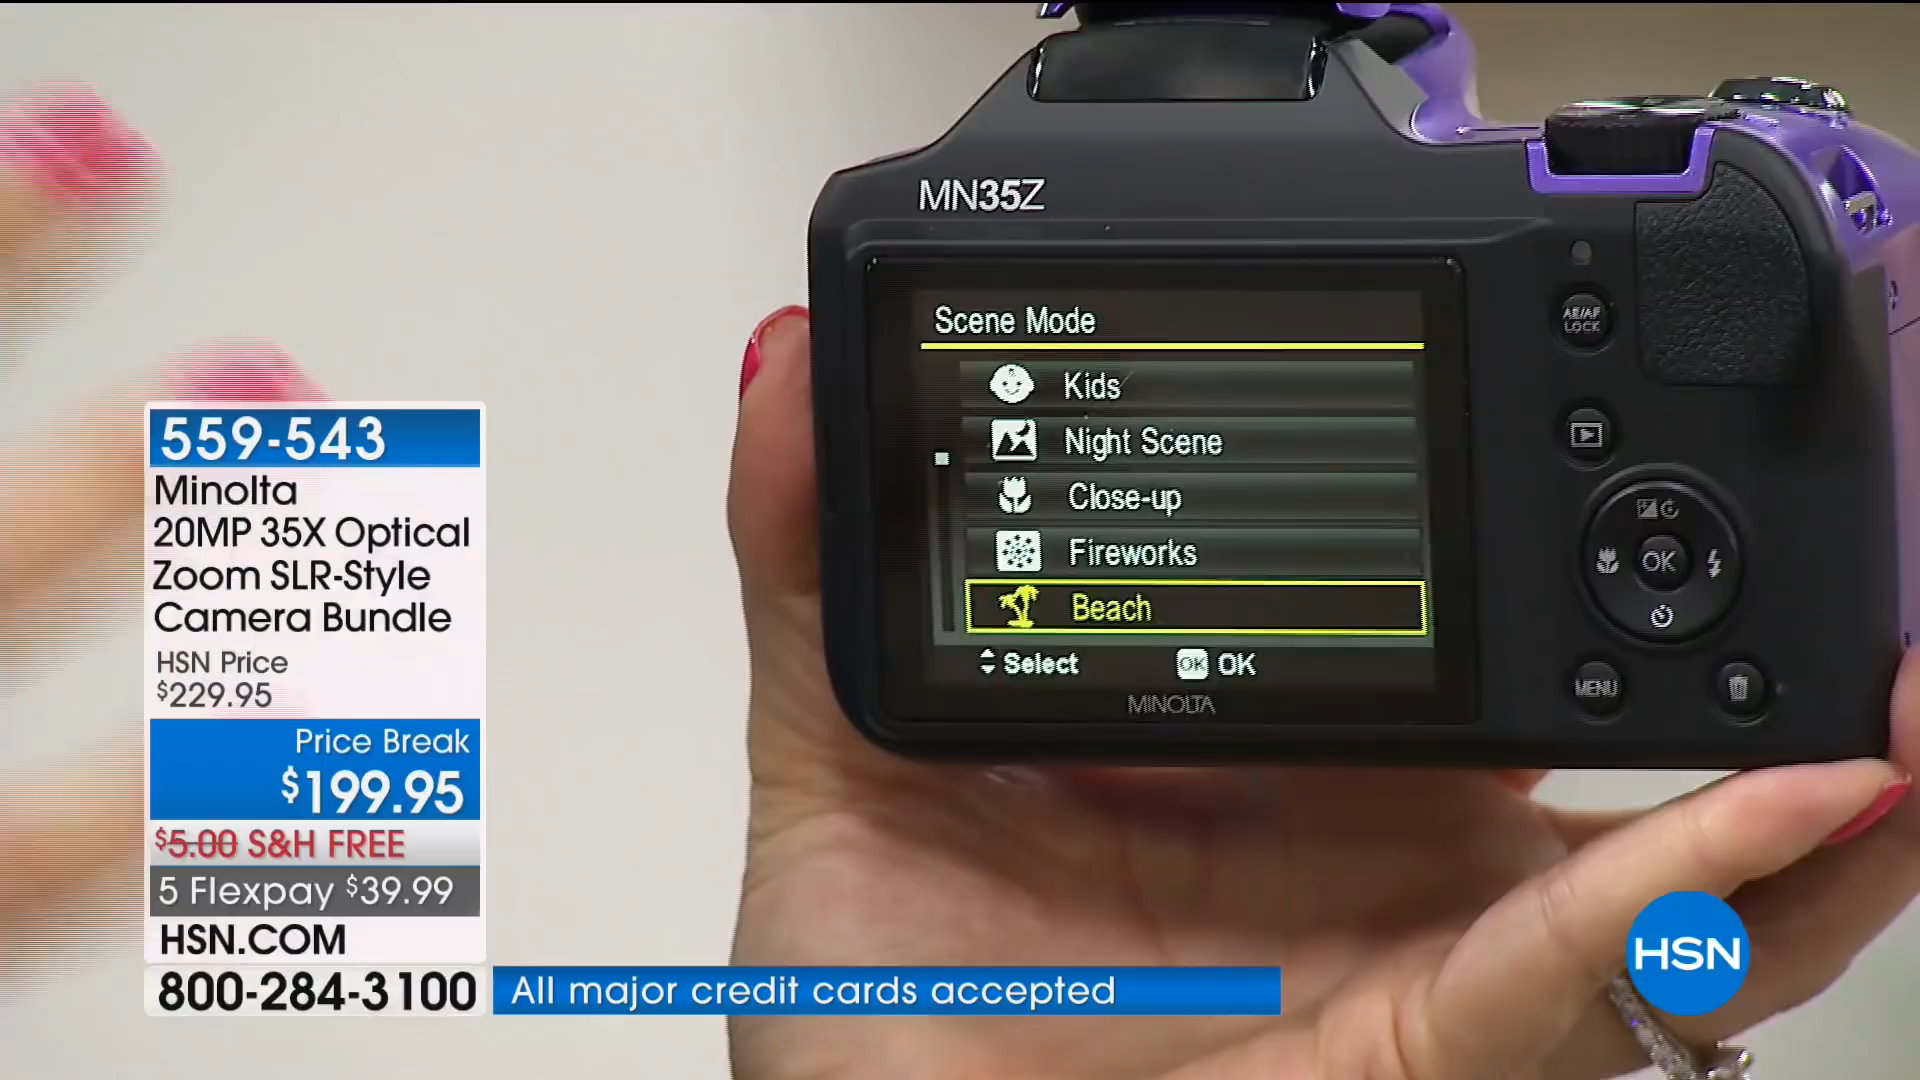 559-543
Minolta
20MP 35X Optical
Zoom SLR-Style
Camera Bundle
HSN Price
$229.95
Price Break
$199.95
$5.00 S&H FREE
5 Flexpay $39.99
HSN.COM
800-284-3100
All major credit cards accepted
MN35Z
Scene Mode
Kids
Night Scene
Close-up
Fireworks
Beach
Select
OK OK
MINOLTA
AE/AF
LOCK
OK
MENU
HSN